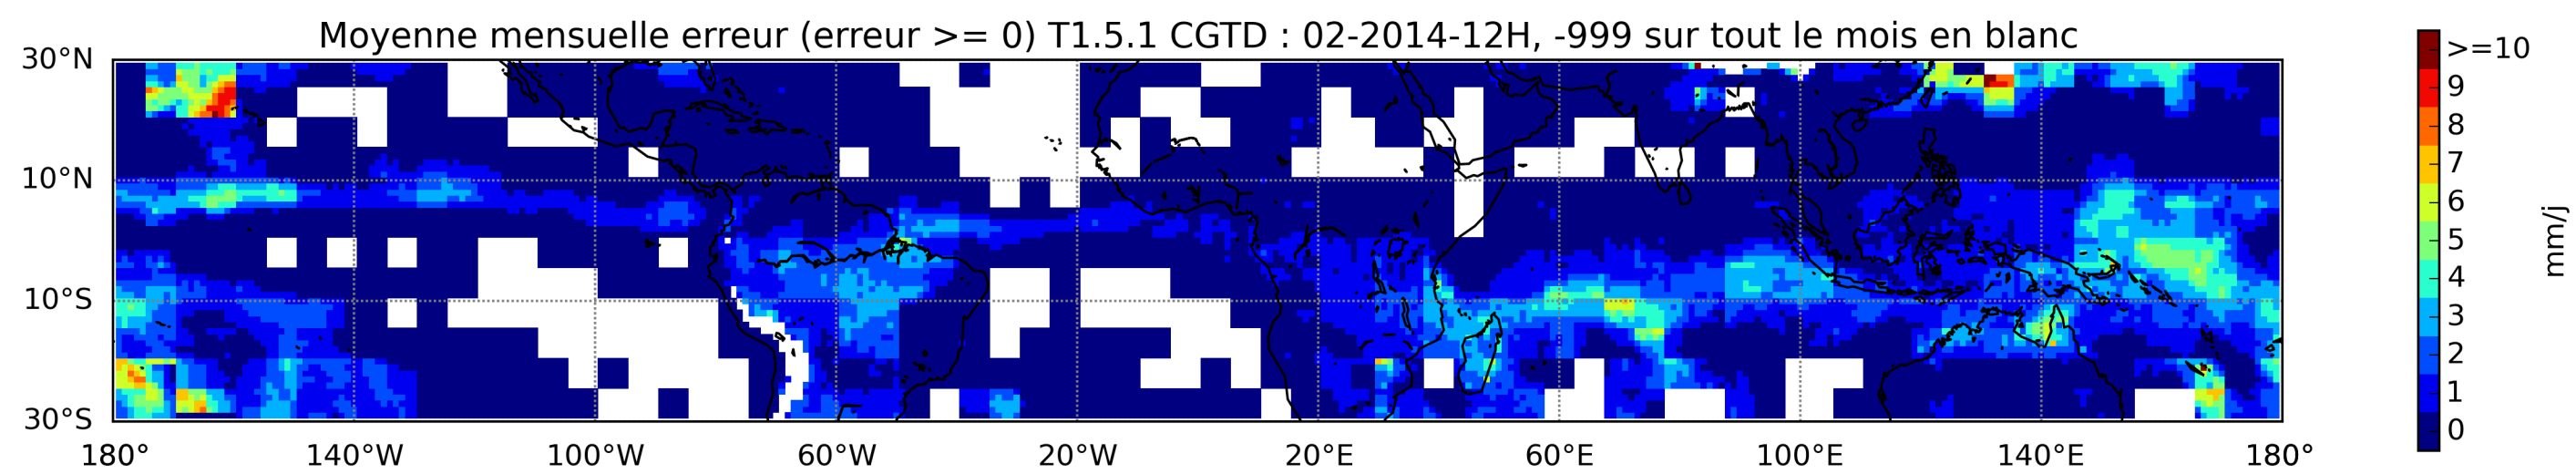 Moyenne mensuelle erreur (erreur >= 0) T1.5.1 CGTD : 02-2014-12H, -999 sur tout le mois en blanc
30°N
10°N
10°S
30°S
180° 140°W 100°W 60°W 20°W 20°E 60°E 100°E 140°E 180°
>=10
9
8
7
6
5
4
3
2
1
0
mm/j